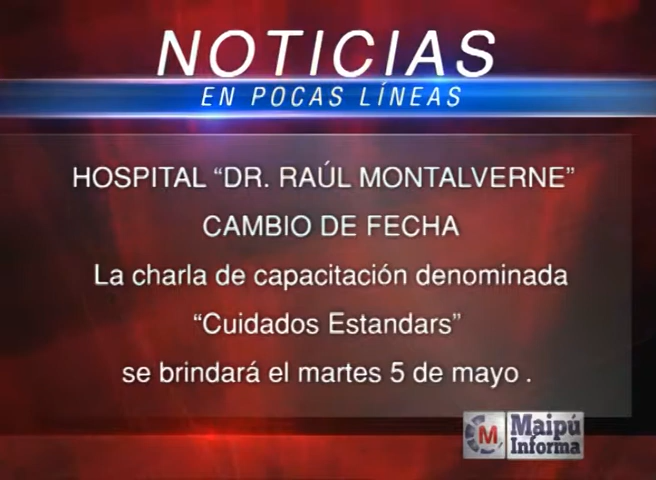 NOTICIAS
EN POCAS LÍNEAS
HOSPITAL “DR. RAÚL MONTALVERNE”
CAMBIO DE FECHA
La charla de capacitación denominada
“Cuidados Estandars”
se brindará el martes 5 de mayo .
M
Maipú
Informa